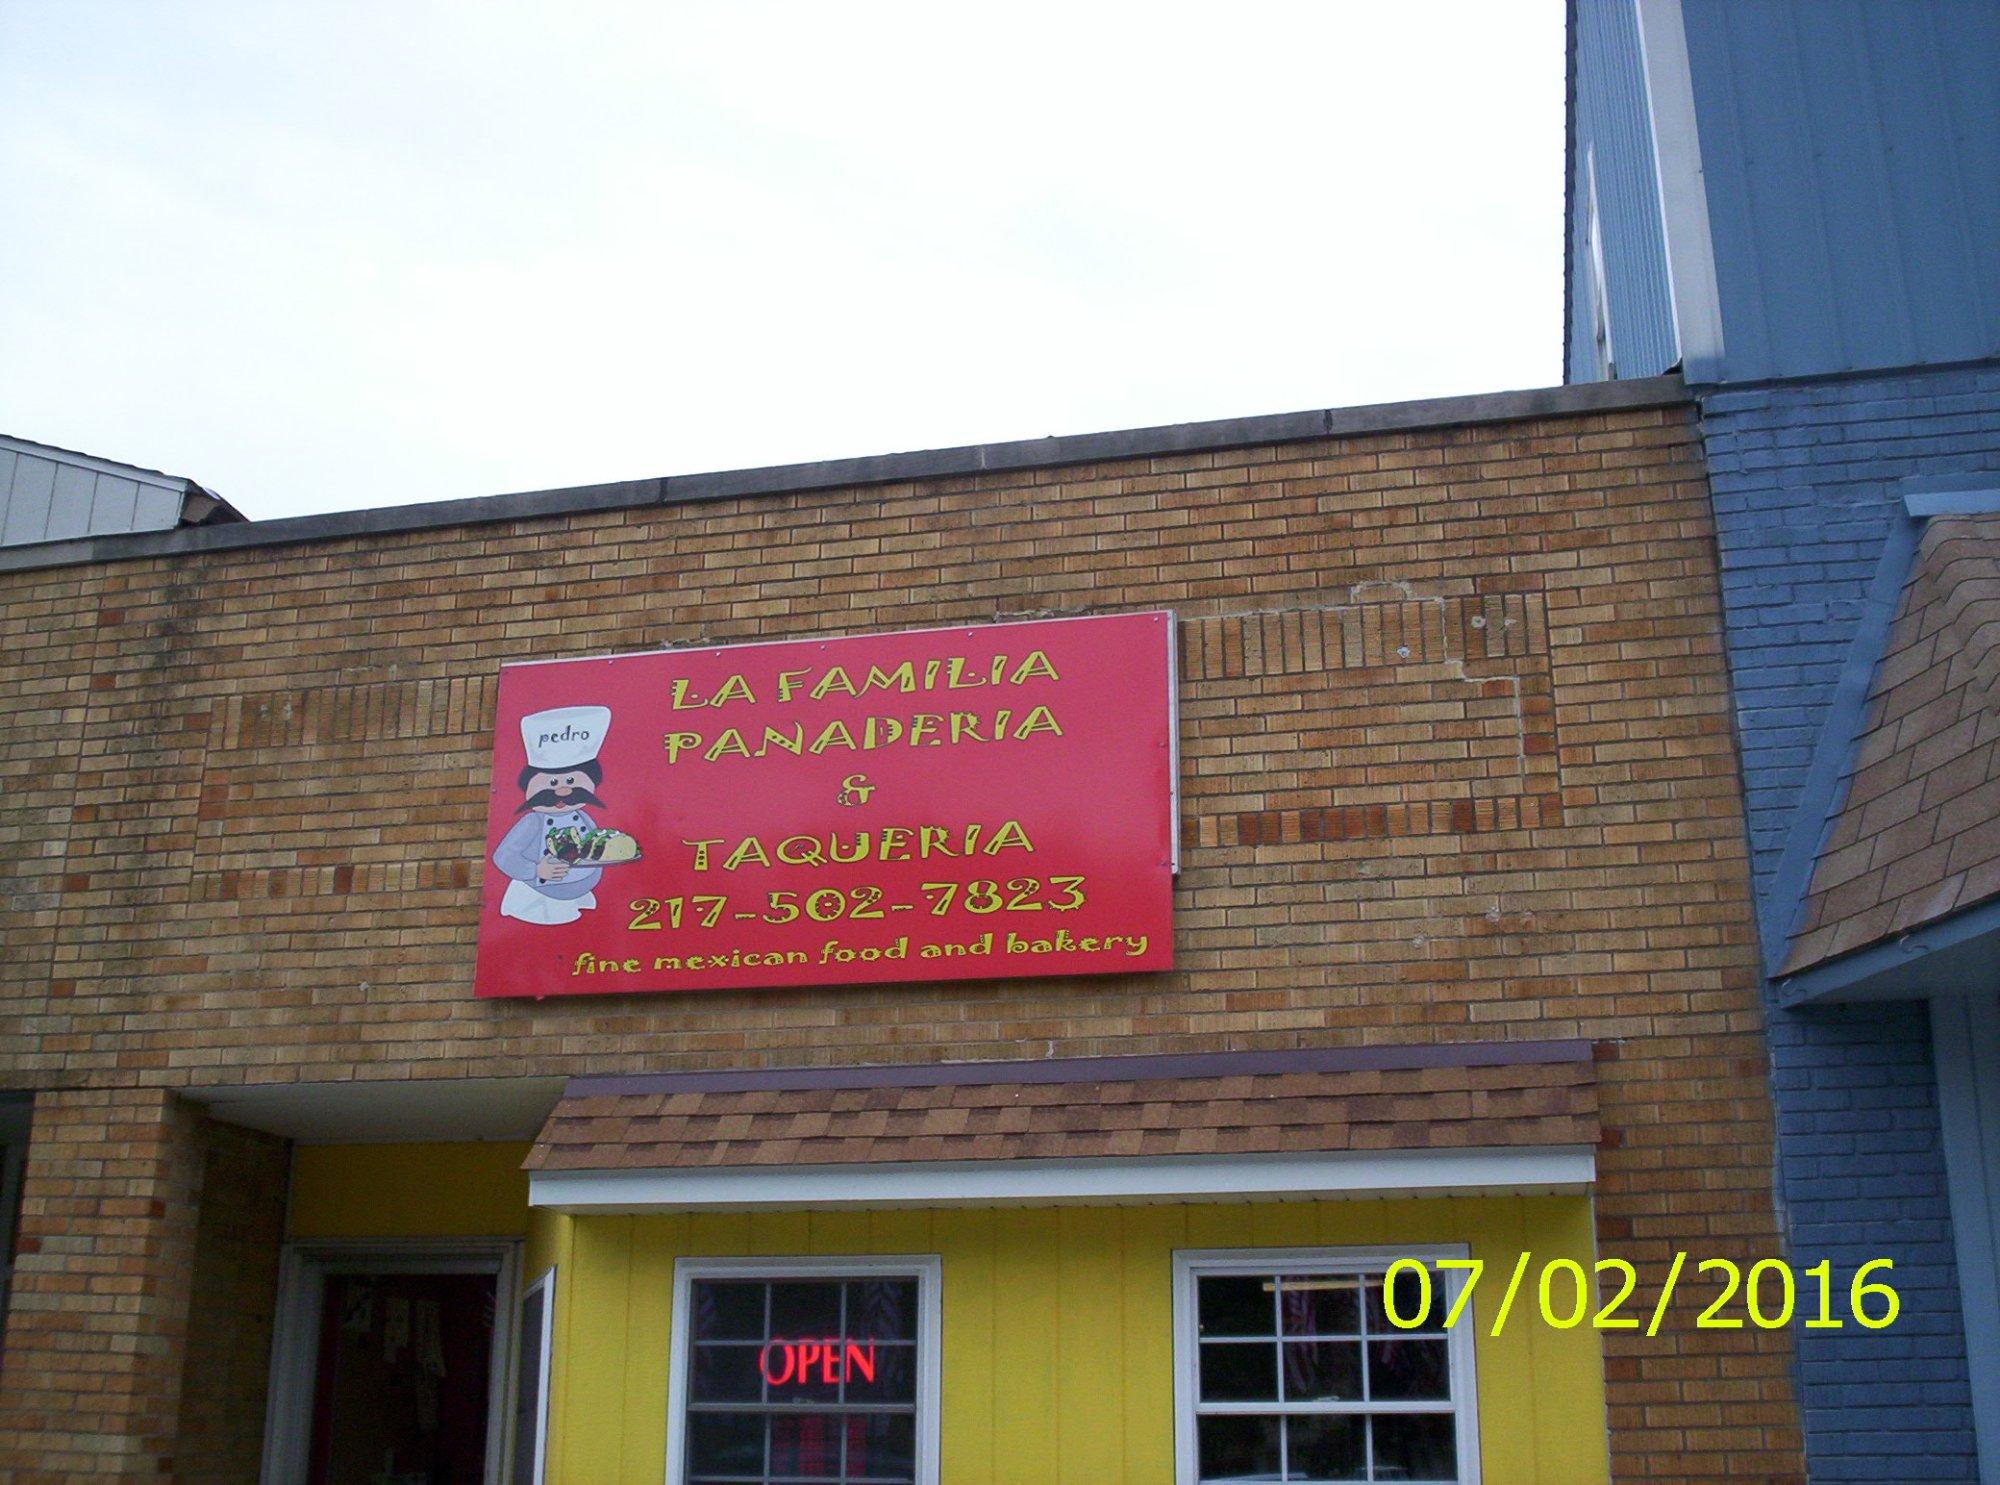 pedro
LA FAMILIA
PANADERIA
&
TAQUERIA
217-502-7823
fine mexican food and bakery
OPEN
07/02/2016